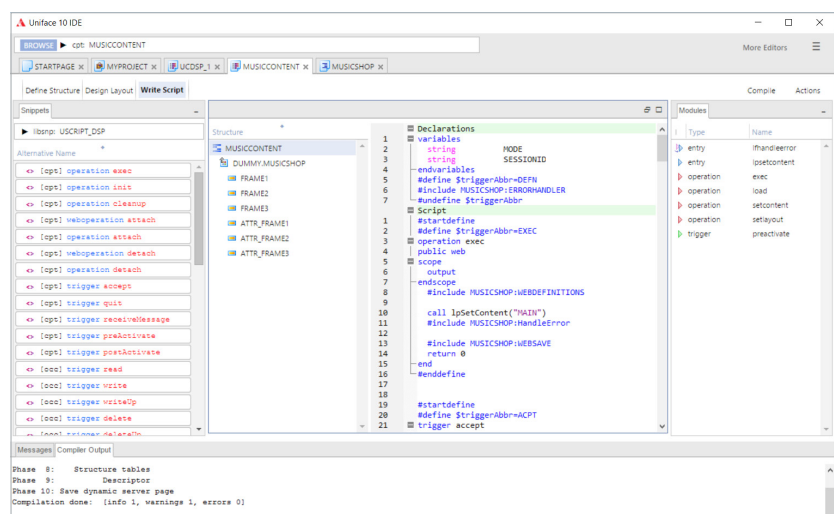 Uniface 10 IDE
BROWSE cpt: MUSICCONTENT
More Editors
STARTPAGE × MYPROJECT × UCDSP_1 × MUSICCONTENT × MUSICSHOP ×
Define Structure Design Layout Write Script
Compile Actions
Snippets
libsnp: USCRIPT_DSP
Alternative Name
[cpt] operation exec
[cpt] operation init
[cpt] operation cleanup
[cpt] weboperation attach
[cpt] operation attach
[cpt] weboperation detach
[cpt] operation detach
[cpt] trigger accept
[cpt] trigger quit
[cpt] trigger receiveMessage
[cpt] trigger preActivate
[cpt] trigger postActivate
[occ] trigger read
[occ] trigger write
[occ] trigger writeUp
[occ] trigger delete
[occ] trigger deleteUp
Structure
MUSICCONTENT
DUMMY.MUSICSHOP
FRAME1
FRAME2
FRAME3
ATTR_FRAME1
ATTR_FRAME2
ATTR_FRAME3
Declarations
1 variables
2 string MODE
3 string SESSIONID
4 endvariables
5 #define $triggerAbbr=DEFN
6 #include MUSICSHOP:ERRORHANDLER
7 #undefine $triggerAbbr
Script
1 #startdefine
2 #define $triggerAbbr=EXEC
3 operation exec
4 public web
5 scope
6 output
7 endscope
8 #include MUSICSHOP:WEBDEFINITIONS
9
10 call lpSetContent("MAIN")
11 #include MUSICSHOP:HandleError
12
13 #include MUSICSHOP:WEBSAVE
14 return 0
15 end
16 #enddefine
17
18
19 #startdefine
20 #define $triggerAbbr=ACPT
21 trigger accept
Modules
I Type Name
entry lfhandleerror
entry lpsetcontent
operation exec
operation load
operation setcontent
operation setlayout
trigger preactivate
Messages Compiler Output
Phase 8: Structure tables
Phase 9: Descriptor
Phase 10: Save dynamic server page
Compilation done: [info 1, warnings 1, errors 0]